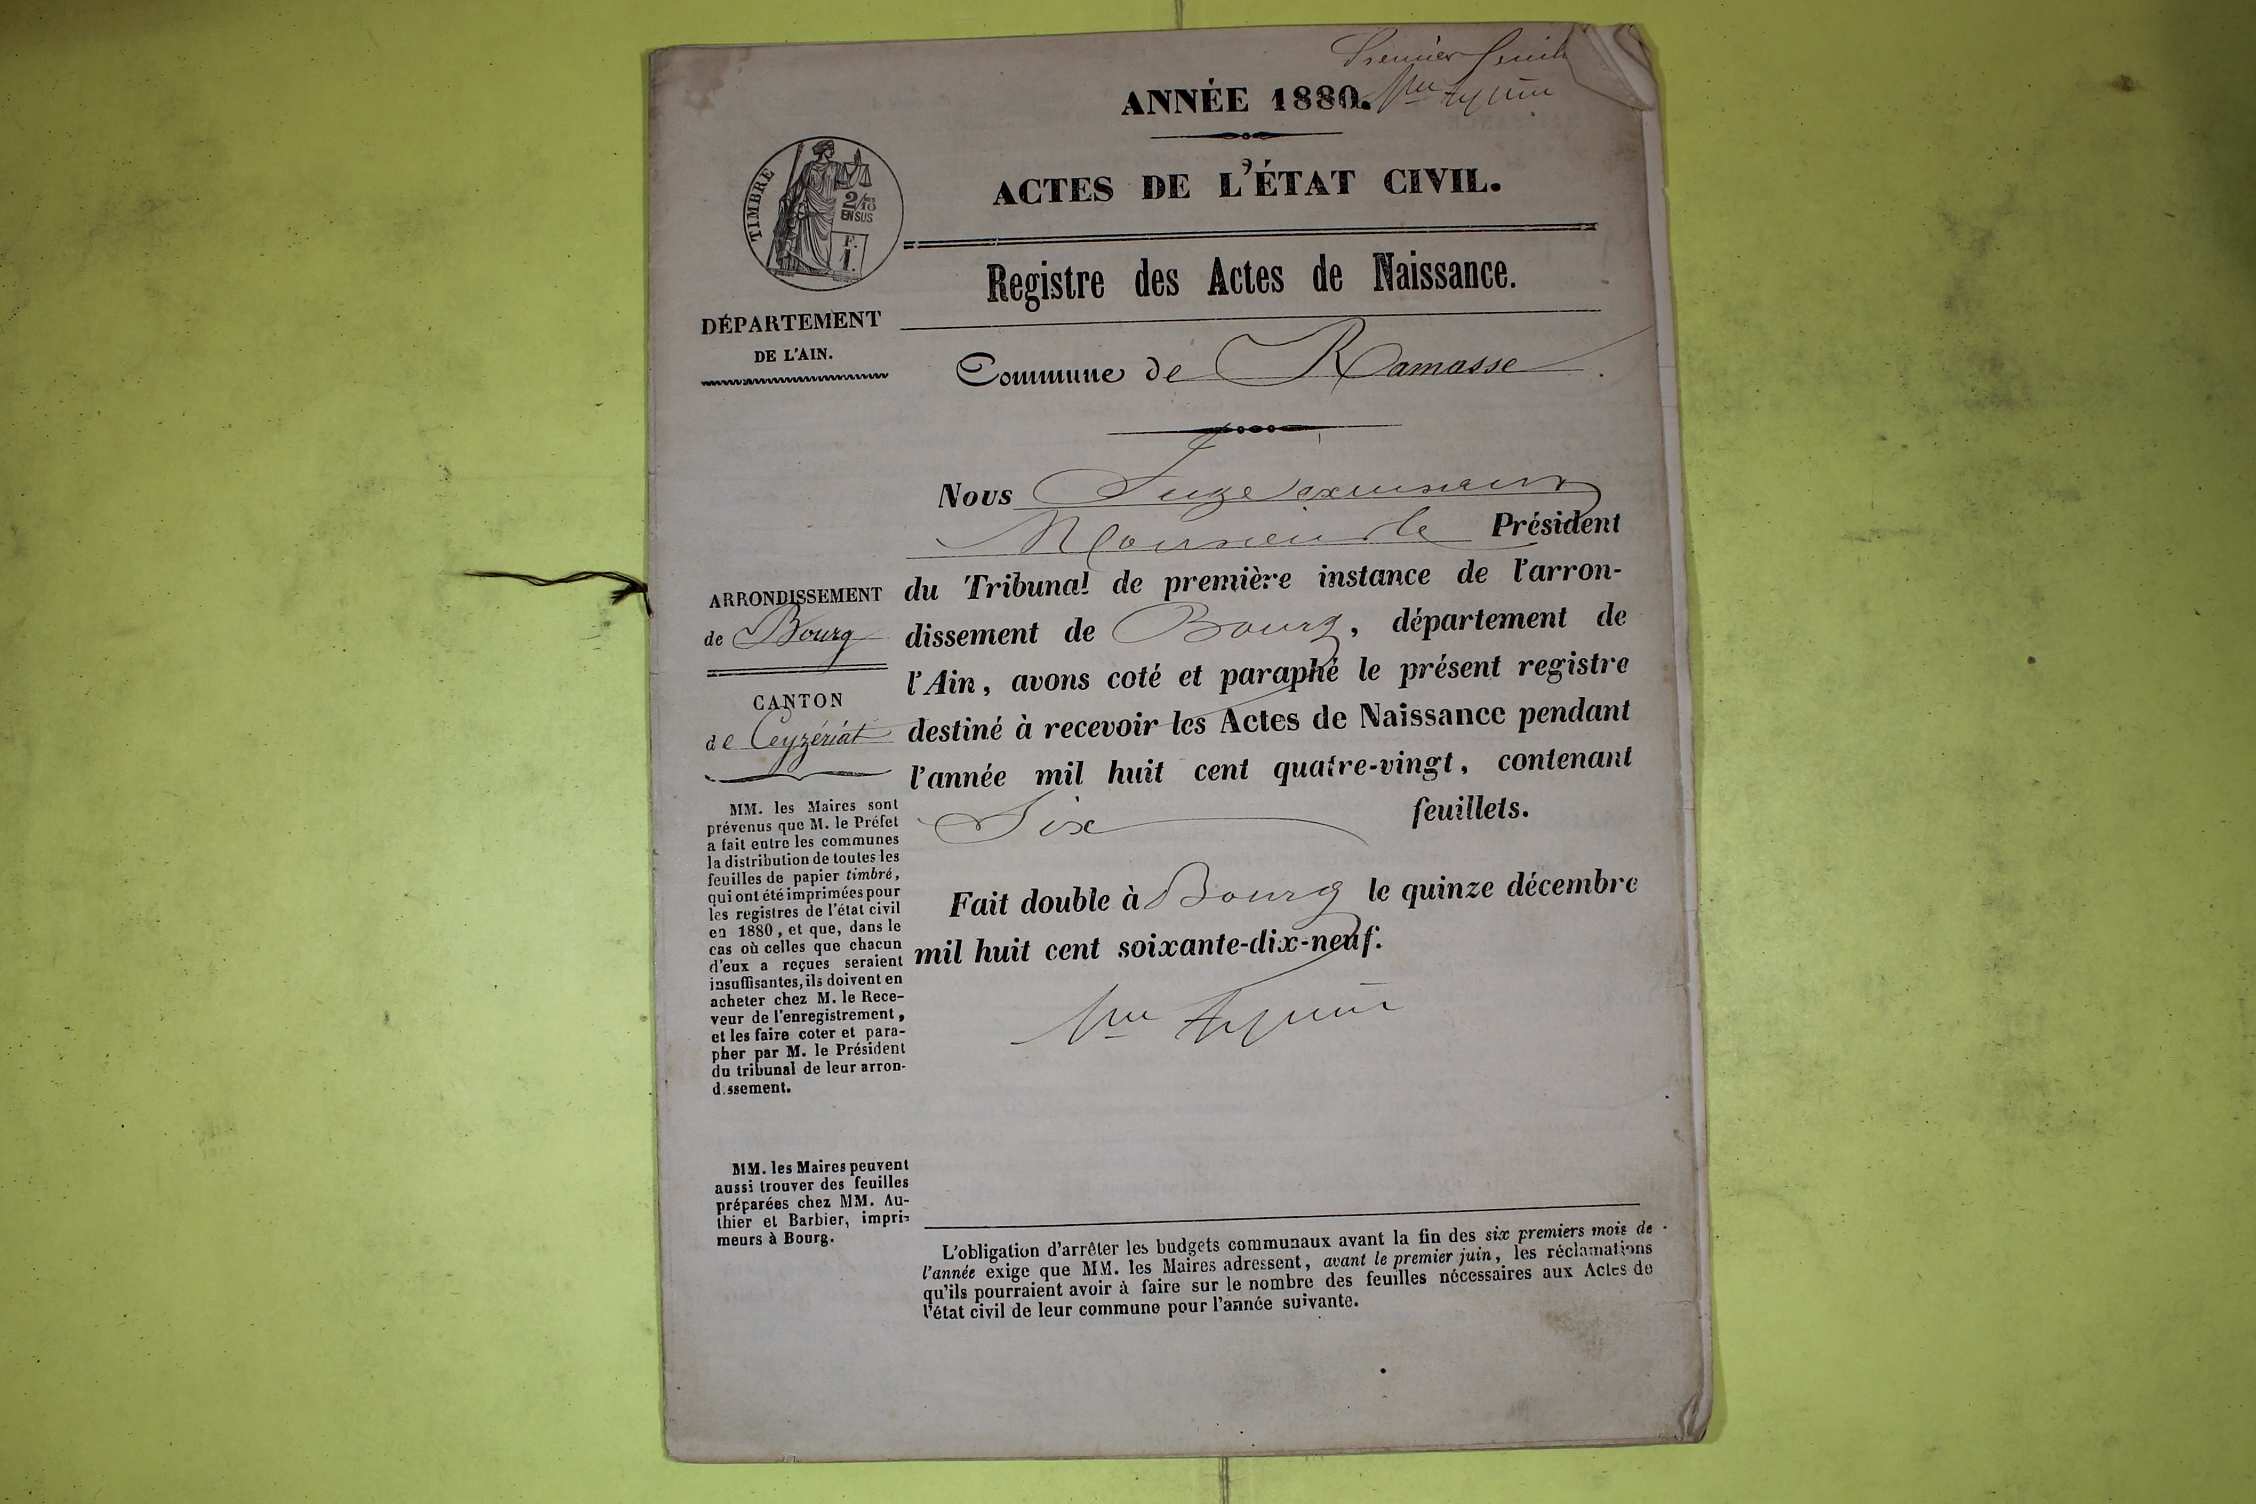 Premier
ANNÉE 1880.
ACTES DE L'ÉTAT CIVIL.
TIMBRE
2/10
EN SUS
F.
1.
Registre des Actes de Naissance.
DÉPARTEMENT
DE L'AIN.
Commune de Ramasse.
Nous Juge
Monsieur le Président
du Tribunal de première instance de l'arron-
dissement de Bourg, département de
l'Ain, avons coté et paraphé le présent registre
destiné à recevoir les Actes de Naissance pendant
l'année mil huit cent quatre-vingt, contenant
Six feuillets.
Fait double à Bourg le quinze décembre
mil huit cent soixante-dix-neuf.
ARRONDISSEMENT
de Bourg
CANTON
de Ceyzériat
MM. les Maires sont
prévenus que M. le Préfet
a fait entre les communes
la distribution de toutes les
feuilles de papier timbré,
qui ont été imprimées pour
les registres de l'état civil
en 1880, et que, dans le
cas où celles que chacun
d'eux a reçues seraient
insuffisantes, ils doivent en
acheter chez M. le Rece-
veur de l'enregistrement,
et les faire coter et para-
pher par M. le Président
du tribunal de leur arron-
dissement.
MM. les Maires peuvent
aussi trouver des feuilles
préparées chez MM. Au-
thier et Barbier, impri-
meurs à Bourg.
L'obligation d'arrêter les budgets communaux avant la fin des six premiers mois de
l'année exige que MM. les Maires adressent, avant le premier juin, les réclamations
qu'ils pourraient avoir à faire sur le nombre des feuilles nécessaires aux Actes de
l'état civil de leur commune pour l'année suivante.